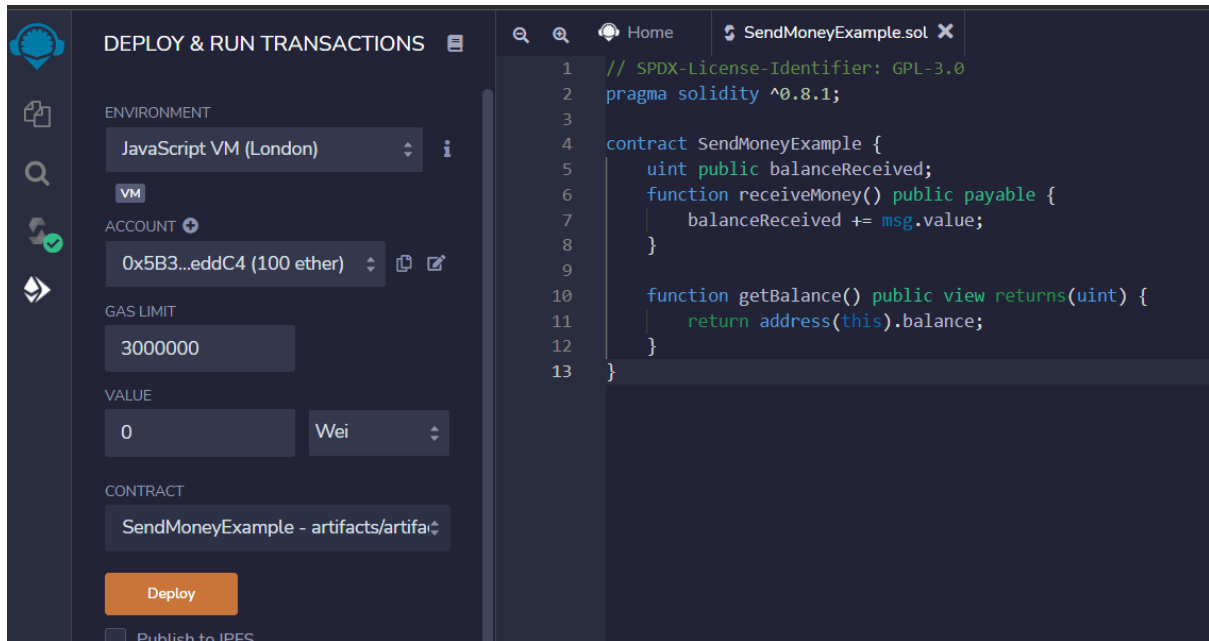 DEPLOY & RUN TRANSACTIONS
ENVIRONMENT
JavaScript VM (London)
VM
ACCOUNT
0x5B3...eddC4 (100 ether)
GAS LIMIT
3000000
VALUE
0 Wei
CONTRACT
SendMoneyExample - artifacts/artifa
Deploy
Publish to IPFS
Home SendMoneyExample.sol
1 // SPDX-License-Identifier: GPL-3.0
2 pragma solidity ^0.8.1;
3
4 contract SendMoneyExample {
5 uint public balanceReceived;
6 function receiveMoney() public payable {
7 balanceReceived += msg.value;
8 }
9
10 function getBalance() public view returns(uint) {
11 return address(this).balance;
12 }
13 }